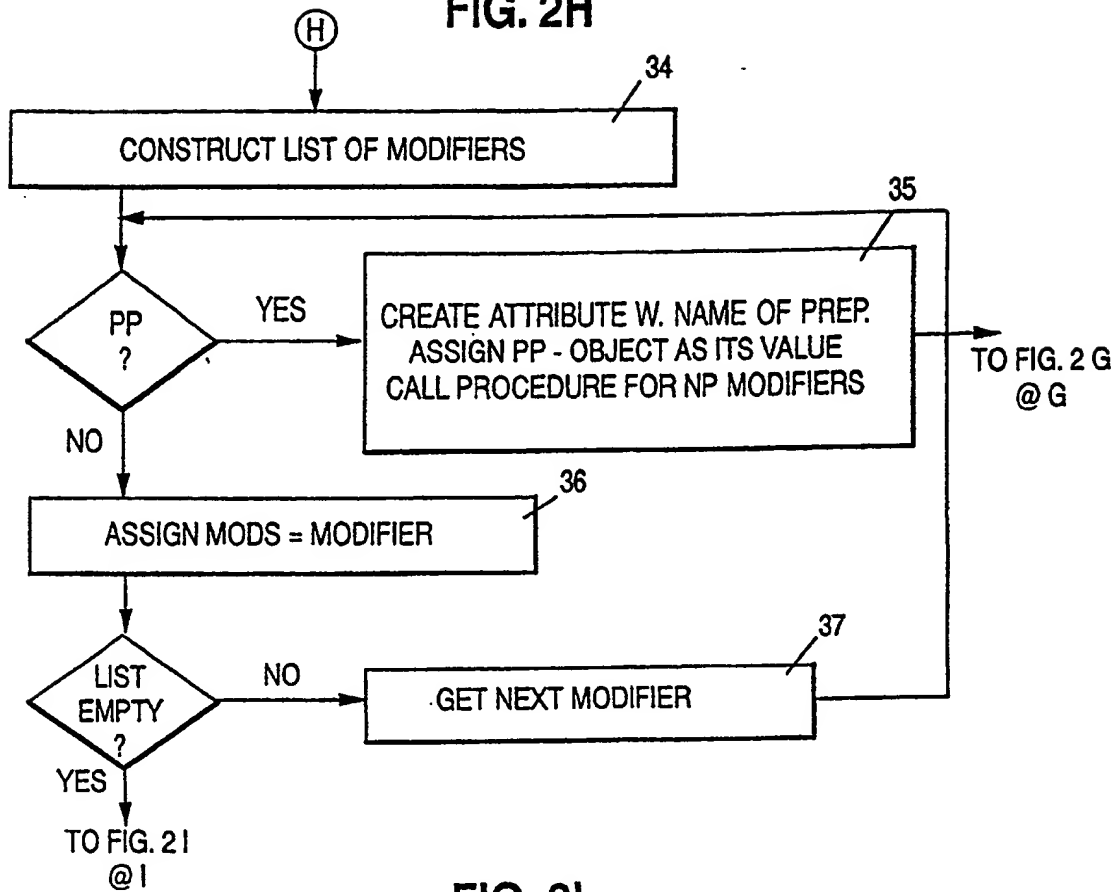 FIG. 2H
H
34
CONSTRUCT LIST OF MODIFIERS
35
PP
?
YES
CREATE ATTRIBUTE W. NAME OF PREP.
ASSIGN PP - OBJECT AS ITS VALUE
CALL PROCEDURE FOR NP MODIFIERS
TO FIG. 2 G
@ G
NO
36
ASSIGN MODS = MODIFIER
37
LIST
EMPTY
?
NO
GET NEXT MODIFIER
YES
TO FIG. 2 I
@ I